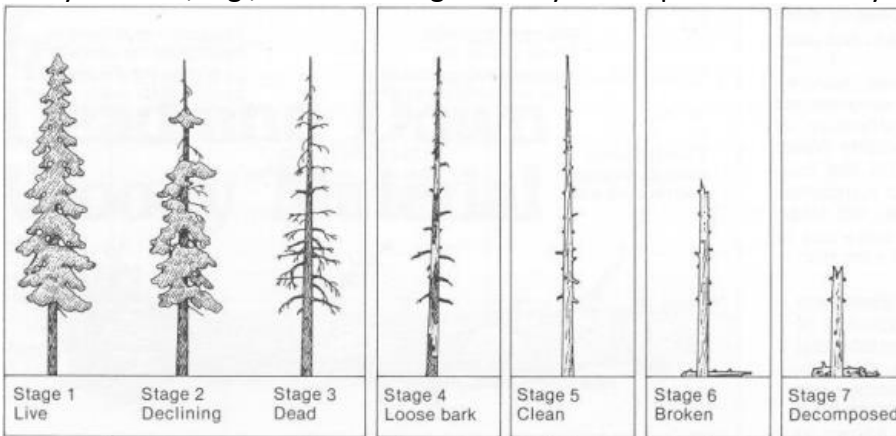 Stage 1
Live
Stage 2
Declining
Stage 3
Dead
Stage 4
Loose bark
Stage 5
Clean
Stage 6
Broken
Stage 7
Decomposed